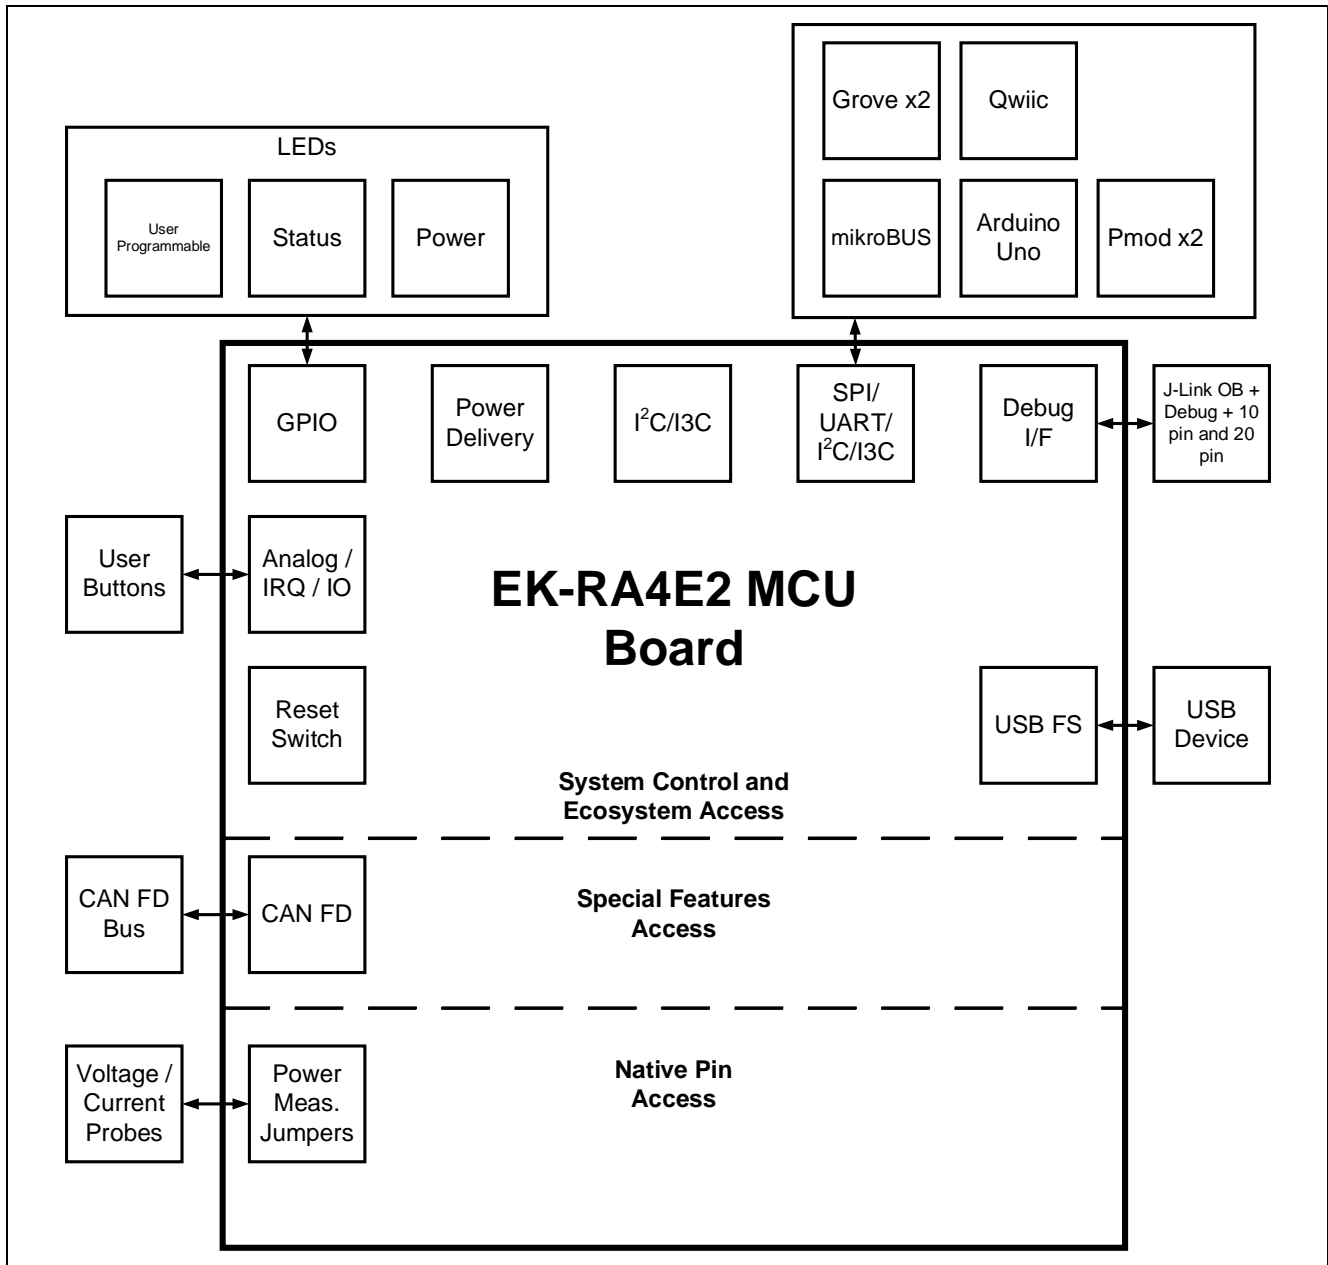 Grove x2
Qwiic
LEDs
User
Programmable
Status
Power
mikroBUS
Arduino
Uno
Pmod x2
GPIO
Power
Delivery
I²C/I3C
SPI/
UART/
I²C/I3C
Debug
I/F
J-Link OB +
Debug + 10
pin and 20
pin
User
Buttons
Analog /
IRQ / IO
EK-RA4E2 MCU
Board
Reset
Switch
USB FS
USB
Device
System Control and
Ecosystem Access
CAN FD
Bus
CAN FD
Special Features
Access
Voltage /
Current
Probes
Power
Meas.
Jumpers
Native Pin
Access